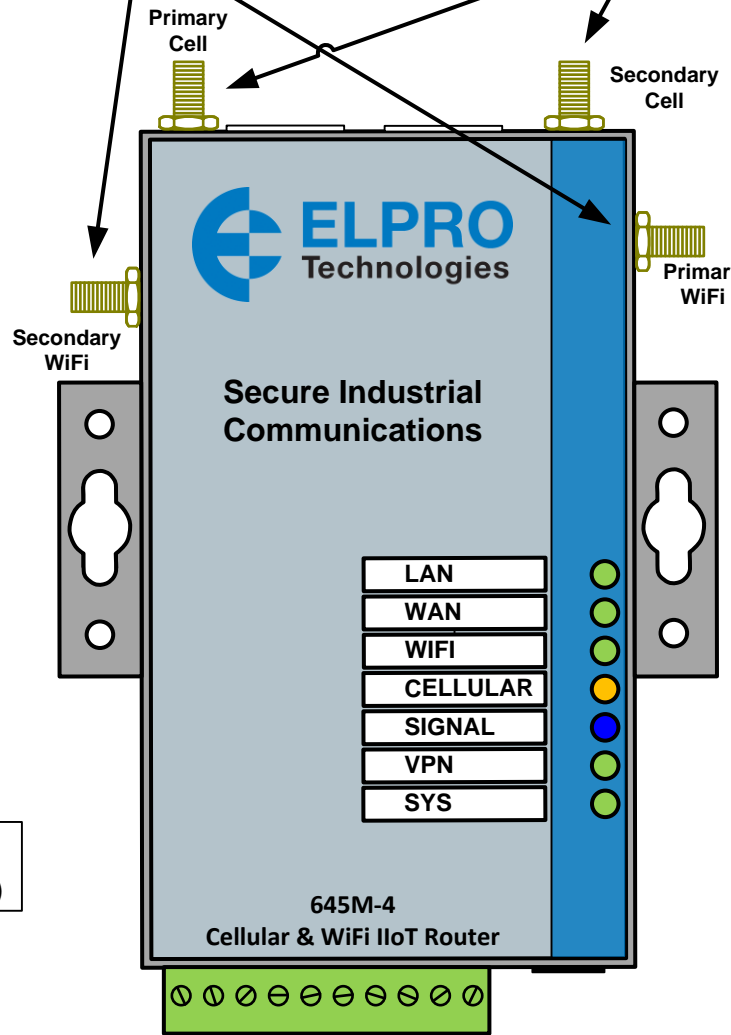 Primary
Cell
Secondary
Cell
ELPRO
Technologies
Primar
WiFi
Secondary
WiFi
Secure Industrial
Communications
LAN
WAN
WIFI
CELLULAR
SIGNAL
VPN
SYS
)
645M-4
Cellular & WiFi IIoT Router